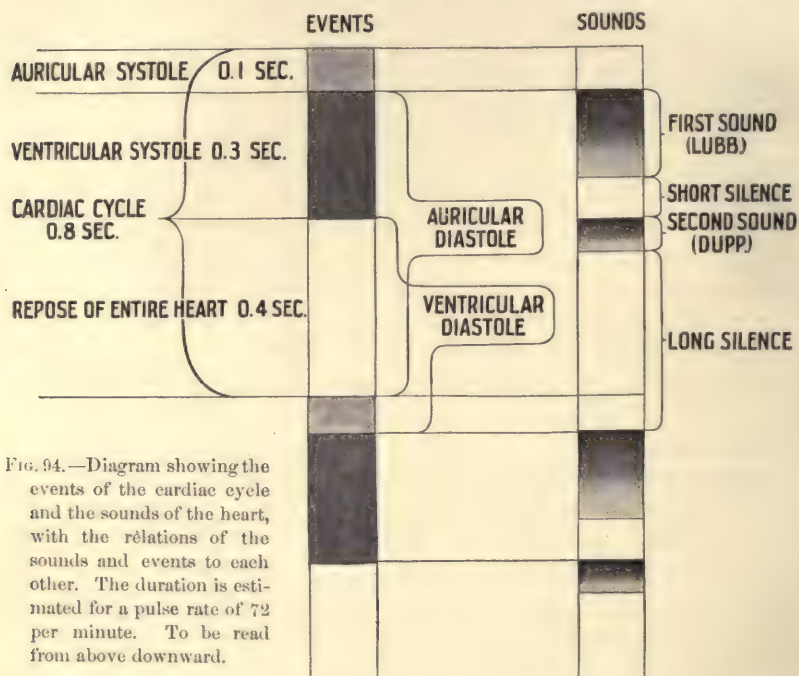 EVENTS
SOUNDS
AURICULAR SYSTOLE 0.1 SEC.
FIRST SOUND
(LUBB.)
VENTRICULAR SYSTOLE 0.3 SEC.
SHORT SILENCE
CARDIAC CYCLE
0.8 SEC.
AURICULAR
DIASTOLE
SECOND SOUND
(DUPP.)
REPOSE OF ENTIRE HEART 0.4 SEC.
VENTRICULAR
DIASTOLE
LONG SILENCE
FIG. 94.—Diagram showing the
events of the cardiac cycle
and the sounds of the heart,
with the relations of the
sounds and events to each
other. The duration is esti-
mated for a pulse rate of 72
per minute. To be read
from above downward.